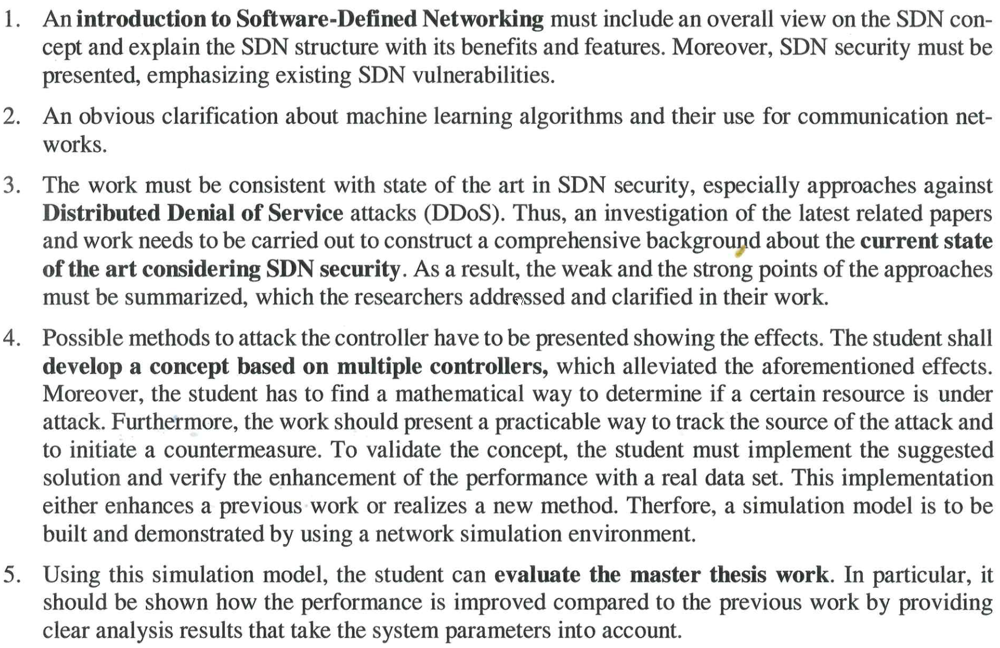 1. An introduction to Software-Defined Networking must include an overall view on the SDN con-
cept and explain the SDN structure with its benefits and features. Moreover, SDN security must be
presented, emphasizing existing SDN vulnerabilities.
2. An obvious clarification about machine learning algorithms and their use for communication net-
works.
3. The work must be consistent with state of the art in SDN security, especially approaches against
Distributed Denial of Service attacks (DDoS). Thus, an investigation of the latest related papers
and work needs to be carried out to construct a comprehensive background about the current state
of the art considering SDN security. As a result, the weak and the strong points of the approaches
must be summarized, which the researchers addressed and clarified in their work.
4. Possible methods to attack the controller have to be presented showing the effects. The student shall
develop a concept based on multiple controllers, which alleviated the aforementioned effects.
Moreover, the student has to find a mathematical way to determine if a certain resource is under
attack. Furthermore, the work should present a practicable way to track the source of the attack and
to initiate a countermeasure. To validate the concept, the student must implement the suggested
solution and verify the enhancement of the performance with a real data set. This implementation
either enhances a previous work or realizes a new method. Therfore, a simulation model is to be
built and demonstrated by using a network simulation environment.
5. Using this simulation model, the student can evaluate the master thesis work. In particular, it
should be shown how the performance is improved compared to the previous work by providing
clear analysis results that take the system parameters into account.